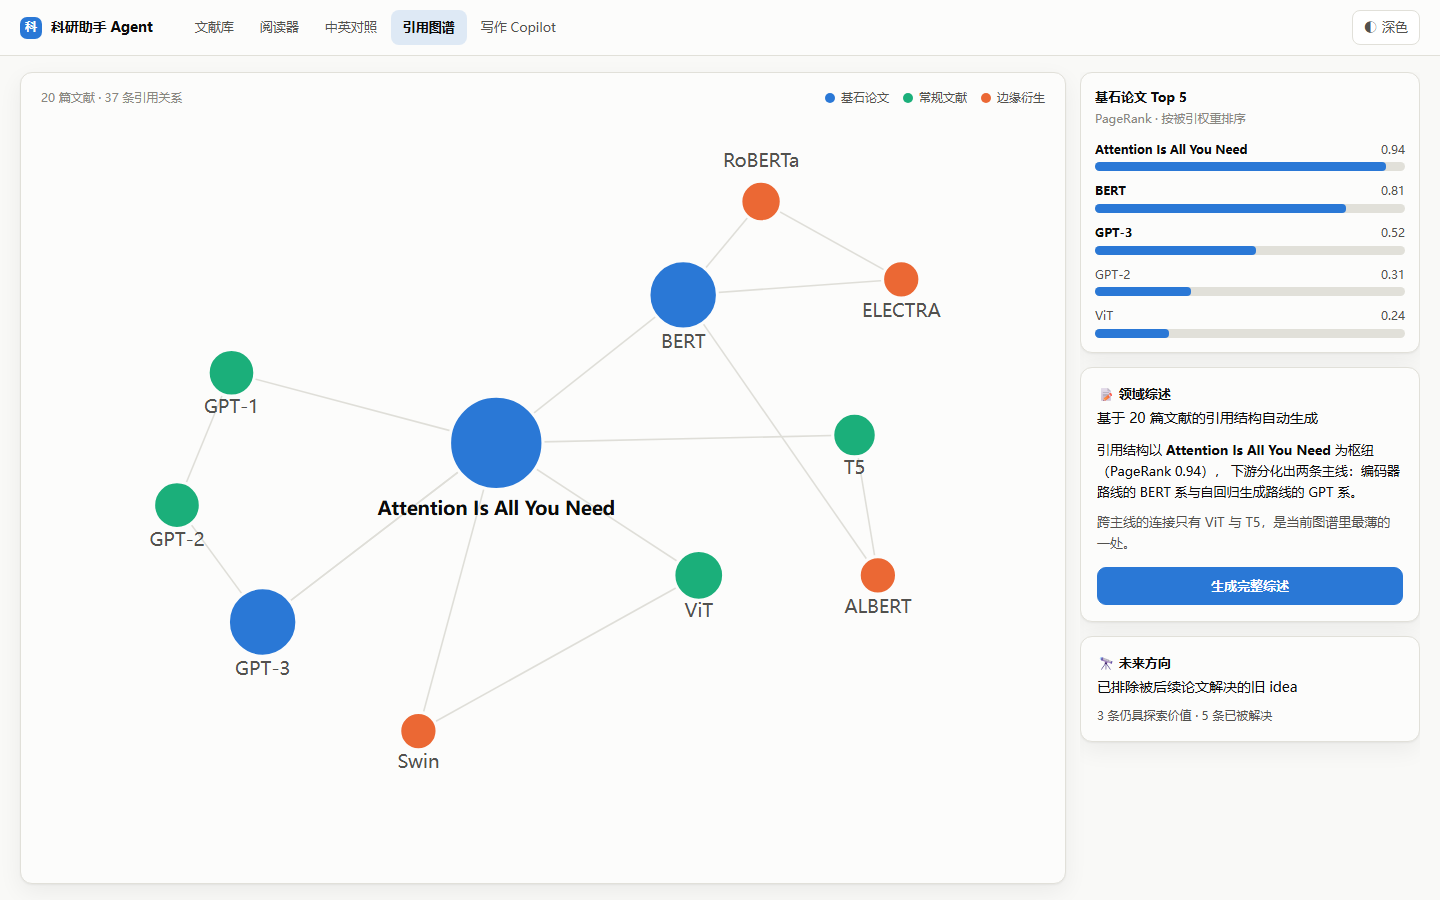 科 科研助手 Agent 文献库 阅读器 中英对照 引用图谱 写作 Copilot 深色
20 篇文献 · 37 条引用关系
基石论文 常规文献 边缘衍生
RoBERTa
ELECTRA
BERT
GPT-1
T5
Attention Is All You Need
GPT-2
ViT
ALBERT
GPT-3
Swin
基石论文 Top 5
PageRank · 按被引权重排序
Attention Is All You Need 0.94
BERT 0.81
GPT-3 0.52
GPT-2 0.31
ViT 0.24
领域综述
基于 20 篇文献的引用结构自动生成
引用结构以 Attention Is All You Need 为枢纽
（PageRank 0.94）， 下游分化出两条主线：编码器
路线的 BERT 系与自回归生成路线的 GPT 系。
跨主线的连接只有 ViT 与 T5，是当前图谱里最薄的
一处。
生成完整综述
未来方向
已排除被后续论文解决的旧 idea
3 条仍具探索价值 · 5 条已被解决